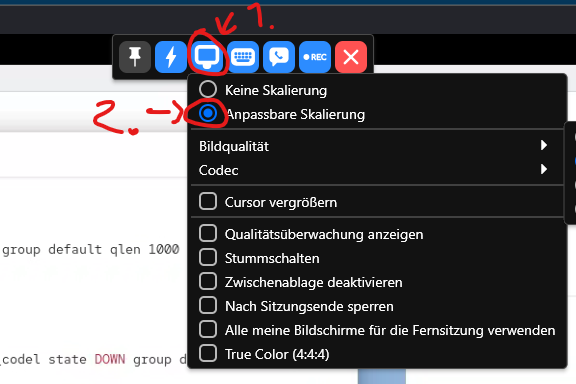 1.
REC
Keine Skalierung
2. Anpassbare Skalierung
Bildqualität
Codec
Cursor vergrößern
group default qlen 1000
Qualitätsüberwachung anzeigen
Stummschalten
Zwischenablage deaktivieren
Nach Sitzungsende sperren
Alle meine Bildschirme für die Fernsitzung verwenden
codel state DOWN group d
True Color (4:4:4)